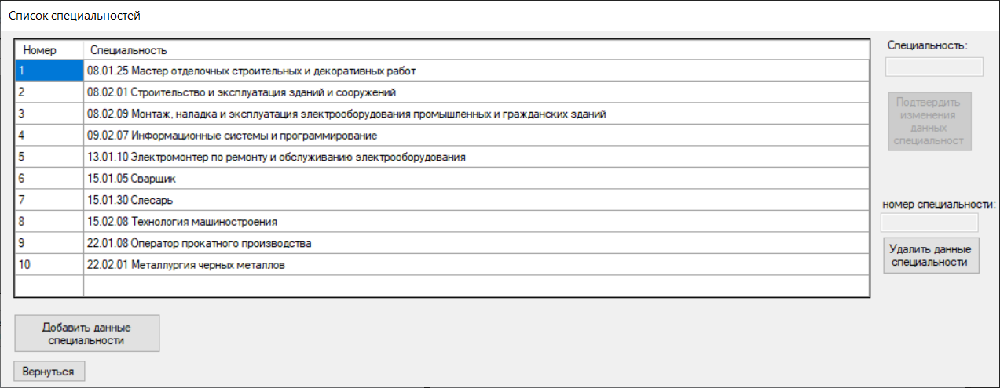 Список специальностей
Номер Специальность
1 08.01.25 Мастер отделочных строительных и декоративных работ
2 08.02.01 Строительство и эксплуатация зданий и сооружений
3 08.02.09 Монтаж, наладка и эксплуатация электрооборудования промышленных и гражданских зданий
4 09.02.07 Информационные системы и программирование
5 13.01.10 Электромонтер по ремонту и обслуживанию электрооборудования
6 15.01.05 Сварщик
7 15.01.30 Слесарь
8 15.02.08 Технология машиностроения
9 22.01.08 Оператор прокатного производства
10 22.02.01 Металлургия черных металлов
Специальность:
Подтвердить
изменения
данных
специальност
номер специальности:
Удалить данные
специальности
Добавить данные
специальности
Вернуться